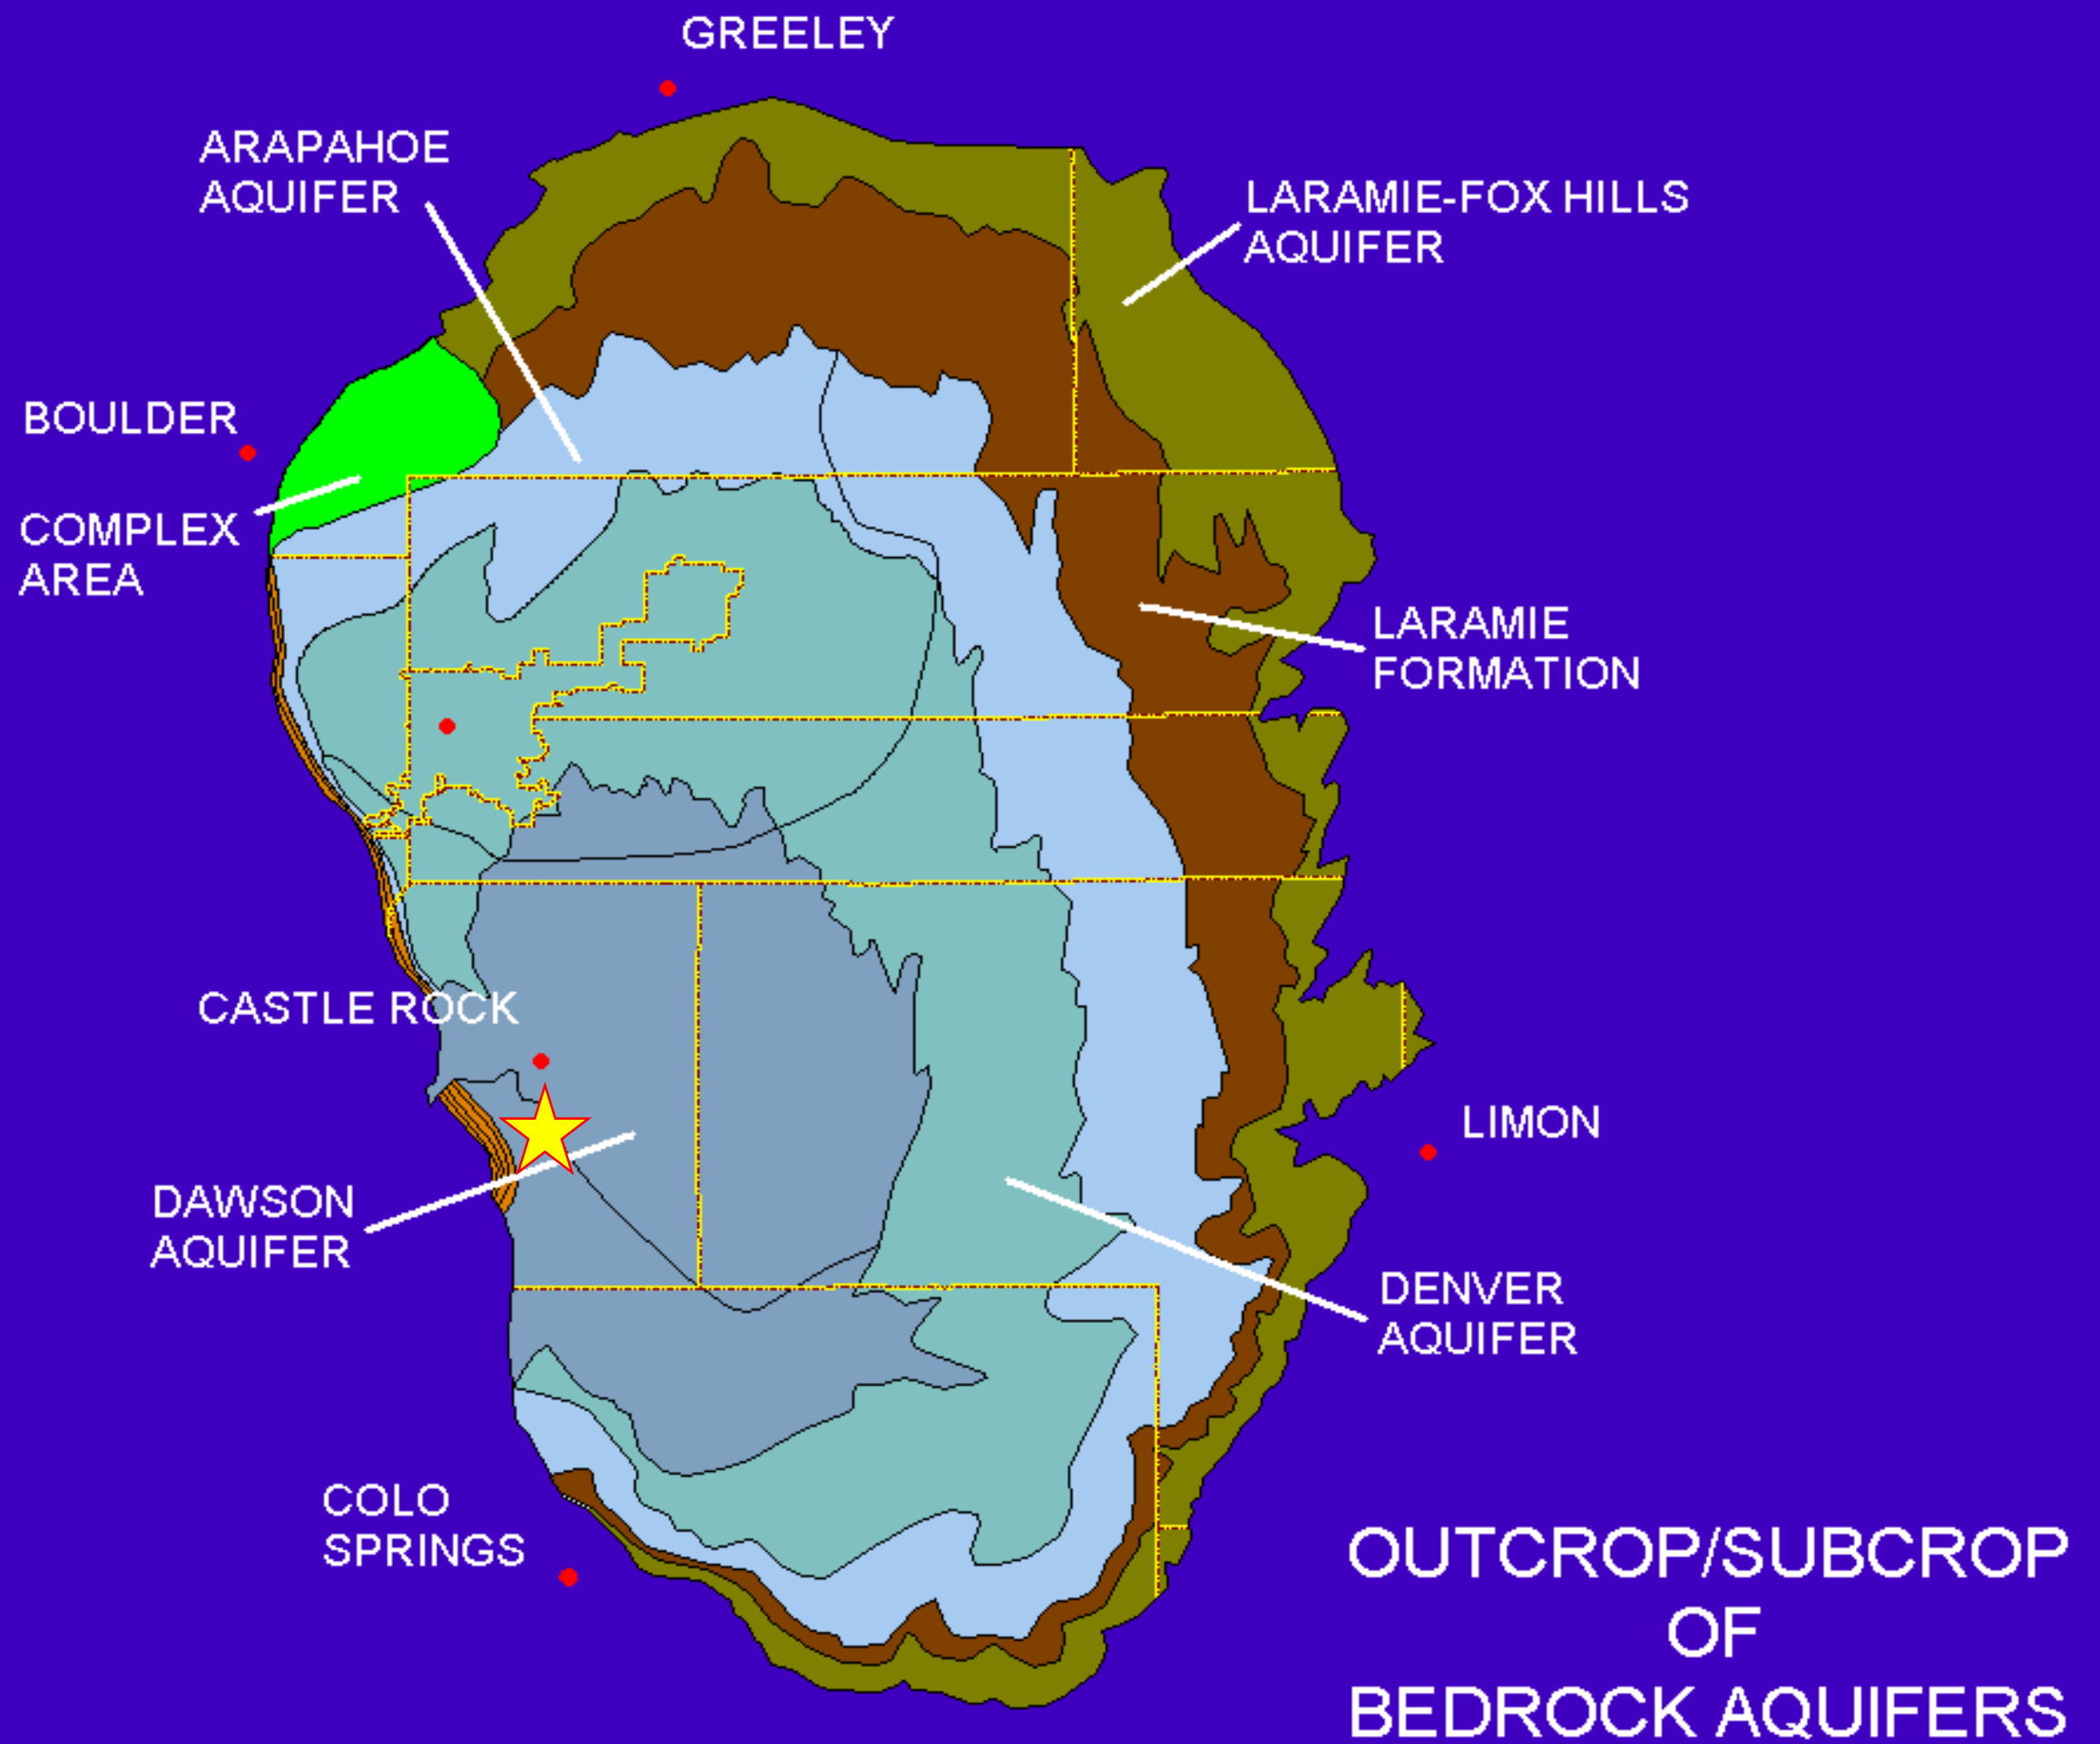 GREELEY
ARAPAHOE
AQUIFER
LARAMIE-FOX HILLS
AQUIFER
BOULDER
COMPLEX
AREA
LARAMIE
FORMATION
CASTLE ROCK
LIMON
DAWSON
AQUIFER
DENVER
AQUIFER
COLO
SPRINGS
OUTCROP/SUBCROP
OF
BEDROCK AQUIFERS